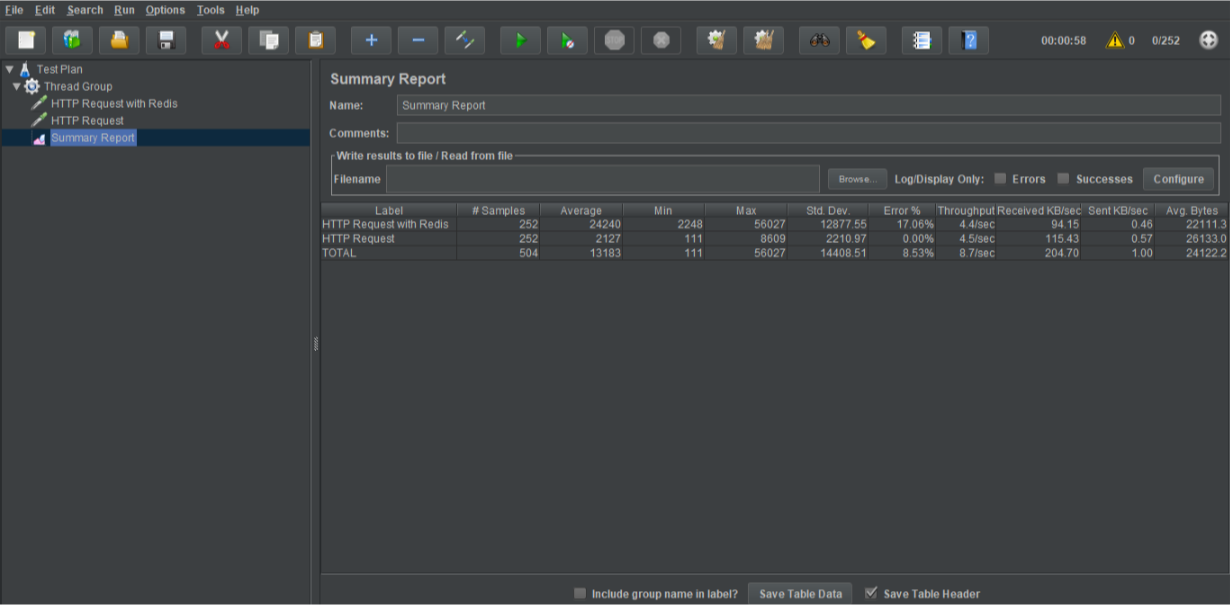 File Edit Search Run Options Tools Help
00:00:58 0 0/252
Test Plan
Thread Group
HTTP Request with Redis
HTTP Request
Summary Report
Summary Report
Name: Summary Report
Comments:
Write results to file / Read from file
Filename Browse... Log/Display Only: Errors Successes Configure
Label # Samples Average Min Max Std. Dev. Error % Throughput Received KB/sec Sent KB/sec Avg. Bytes
HTTP Request with Redis 252 24240 2248 56027 12877.55 17.06% 4.4/sec 94.15 0.46 22111.3
HTTP Request 252 2127 111 8609 2210.97 0.00% 4.5/sec 115.43 0.57 26133.0
TOTAL 504 13183 111 56027 14408.51 8.53% 8.7/sec 204.70 1.00 24122.2
Include group name in label? Save Table Data Save Table Header